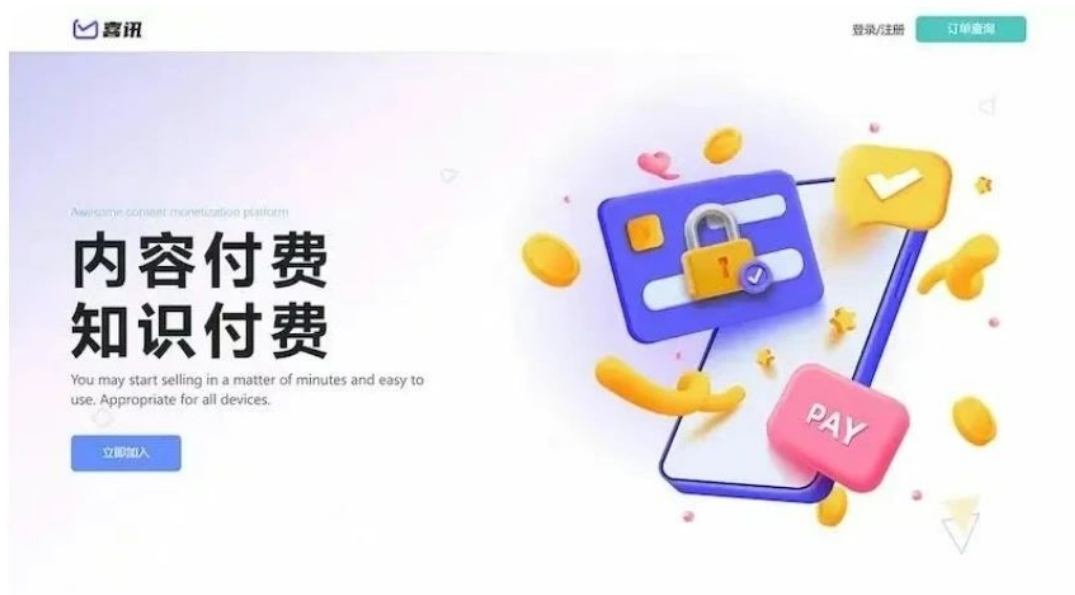 喜讯
登录/注册
订单查询
Awesome content monetization platform
内容付费
知识付费
You may start selling in a matter of minutes and easy to
use. Appropriate for all devices.
立即加入
PAY